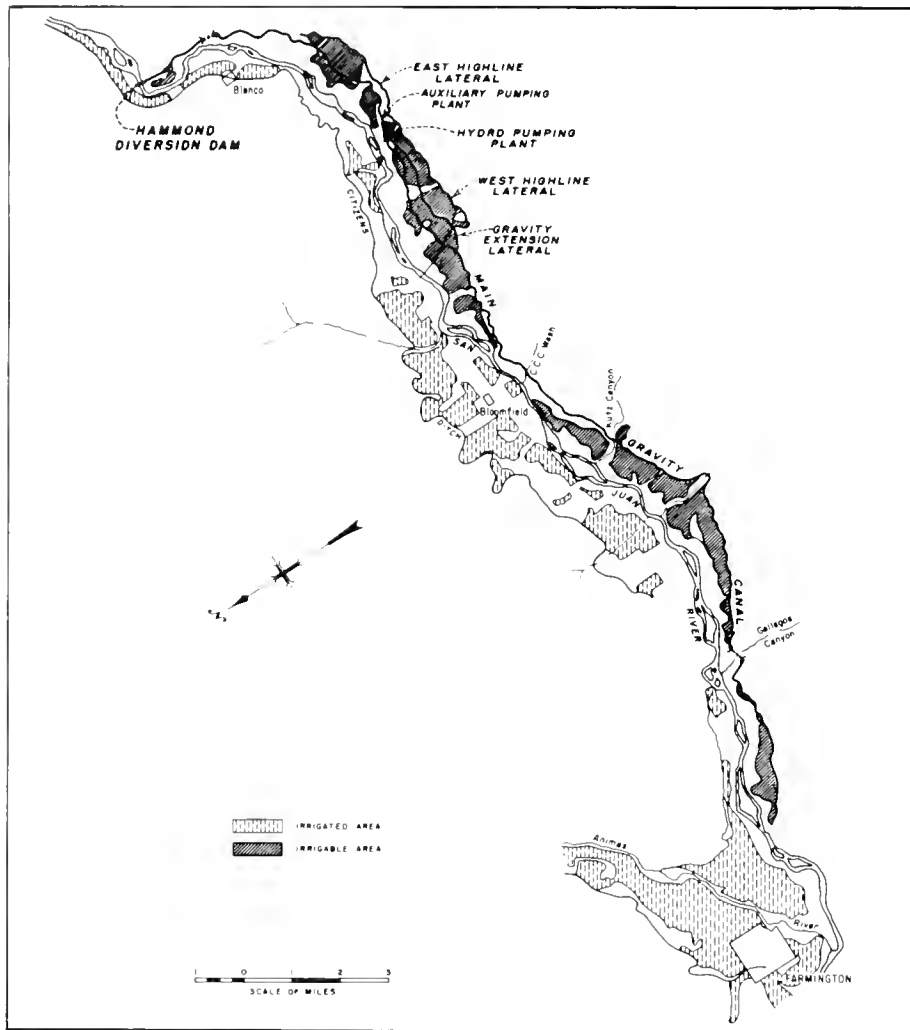 EAST HIGHLINE
LATERAL
AUXILIARY PUMPING
PLANT
Blanco
HAMMOND
DIVERSION DAM
HYDRO PUMPING
PLANT
WEST HIGHLINE
LATERAL
CITIZENS
GRAVITY
EXTENSION
LATERAL
MAIN
SAN
CCC Wash
Kutz Canyon
Bloomfield
DITCH
GRAVITY
JUAN
CANAL
RIVER
Gallegos
Canyon
IRRIGATED AREA
IRRIGABLE AREA
Animas
River
FARMINGTON
1 0 1 2 3
SCALE OF MILES